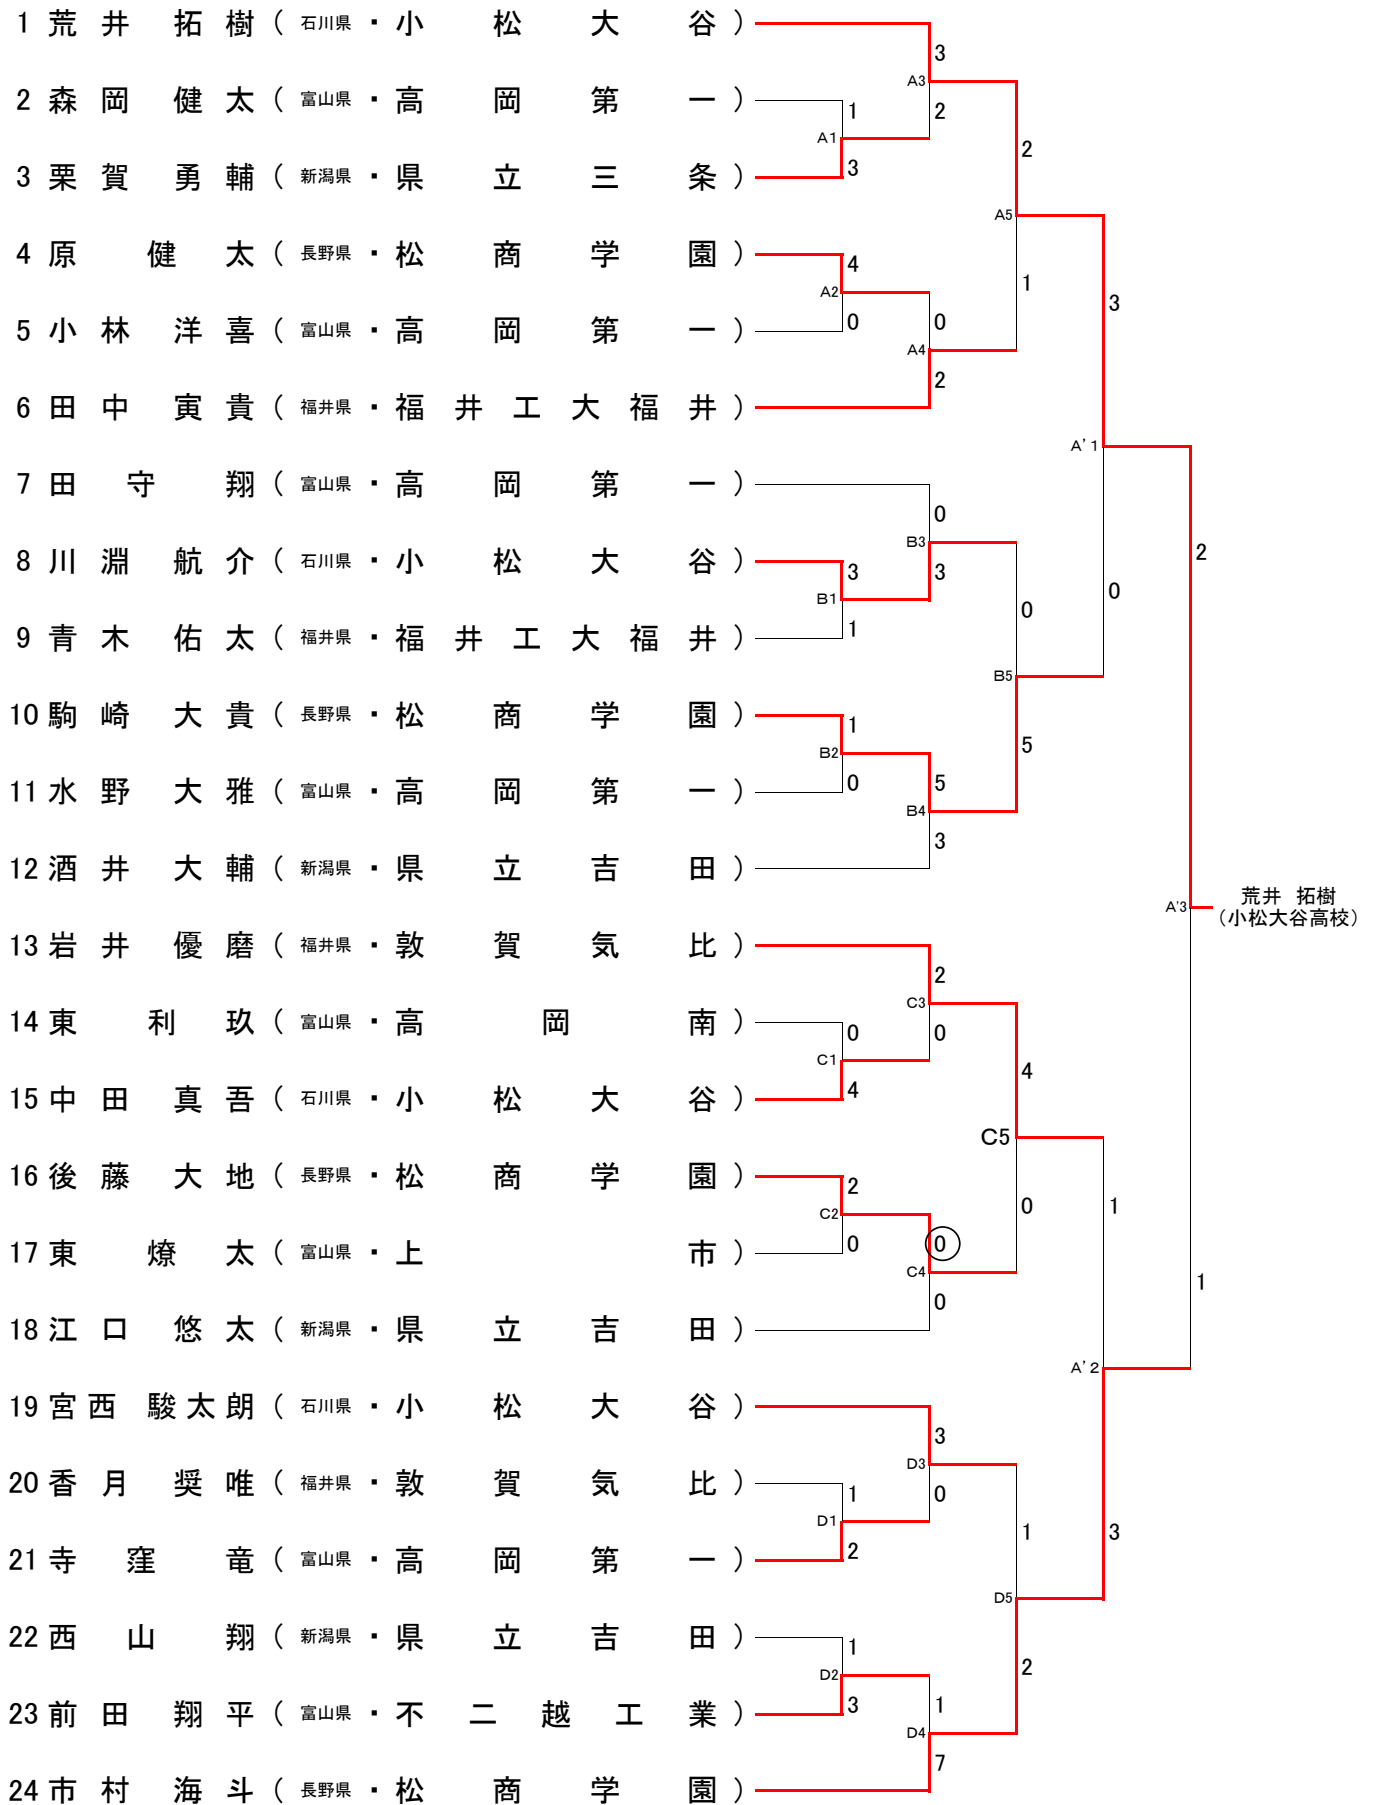 1 荒井 拓樹 ( 石川県 ・ 小松大谷 )
3
A3
2 森岡 健太 ( 富山県 ・ 高岡第一 )
1
2
A1
3 栗賀 勇輔 ( 新潟県 ・ 県立三条 )
3
2
A5
4 原 健太 ( 長野県 ・ 松商学園 )
4
A2
1
3
5 小林 洋喜 ( 富山県 ・ 高岡第一 )
0
0
A4
2
6 田中 寅貴 ( 福井県 ・ 福井工大福井 )
A'1
7 田守 翔 ( 富山県 ・ 高岡第一 )
0
B3
2
8 川淵 航介 ( 石川県 ・ 小松大谷 )
3
3
B1
0
0
9 青木 佑太 ( 福井県 ・ 福井工大福井 )
1
B5
10 駒崎 大貴 ( 長野県 ・ 松商学園 )
1
B2
5
11 水野 大雅 ( 富山県 ・ 高岡第一 )
0
5
B4
3
12 酒井 大輔 ( 新潟県 ・ 県立吉田 )
A'3
荒井 拓樹
(小松大谷高校)
13 岩井 優磨 ( 福井県 ・ 敦賀気比 )
2
C3
14 東 利玖 ( 富山県 ・ 高岡南 )
0
0
C1
4
15 中田 真吾 ( 石川県 ・ 小松大谷 )
4
C5
16 後藤 大地 ( 長野県 ・ 松商学園 )
2
C2
0
1
17 東 燎太 ( 富山県 ・ 上市 )
0
0
C4
0
1
18 江口 悠太 ( 新潟県 ・ 県立吉田 )
A'2
19 宮西 駿太朗 ( 石川県 ・ 小松大谷 )
3
D3
20 香月 奨唯 ( 福井県 ・ 敦賀気比 )
1
0
D1
1
3
21 寺窪 竜 ( 富山県 ・ 高岡第一 )
2
D5
22 西山 翔 ( 新潟県 ・ 県立吉田 )
1
D2
2
23 前田 翔平 ( 富山県 ・ 不二越工業 )
3
1
D4
7
24 市村 海斗 ( 長野県 ・ 松商学園 )